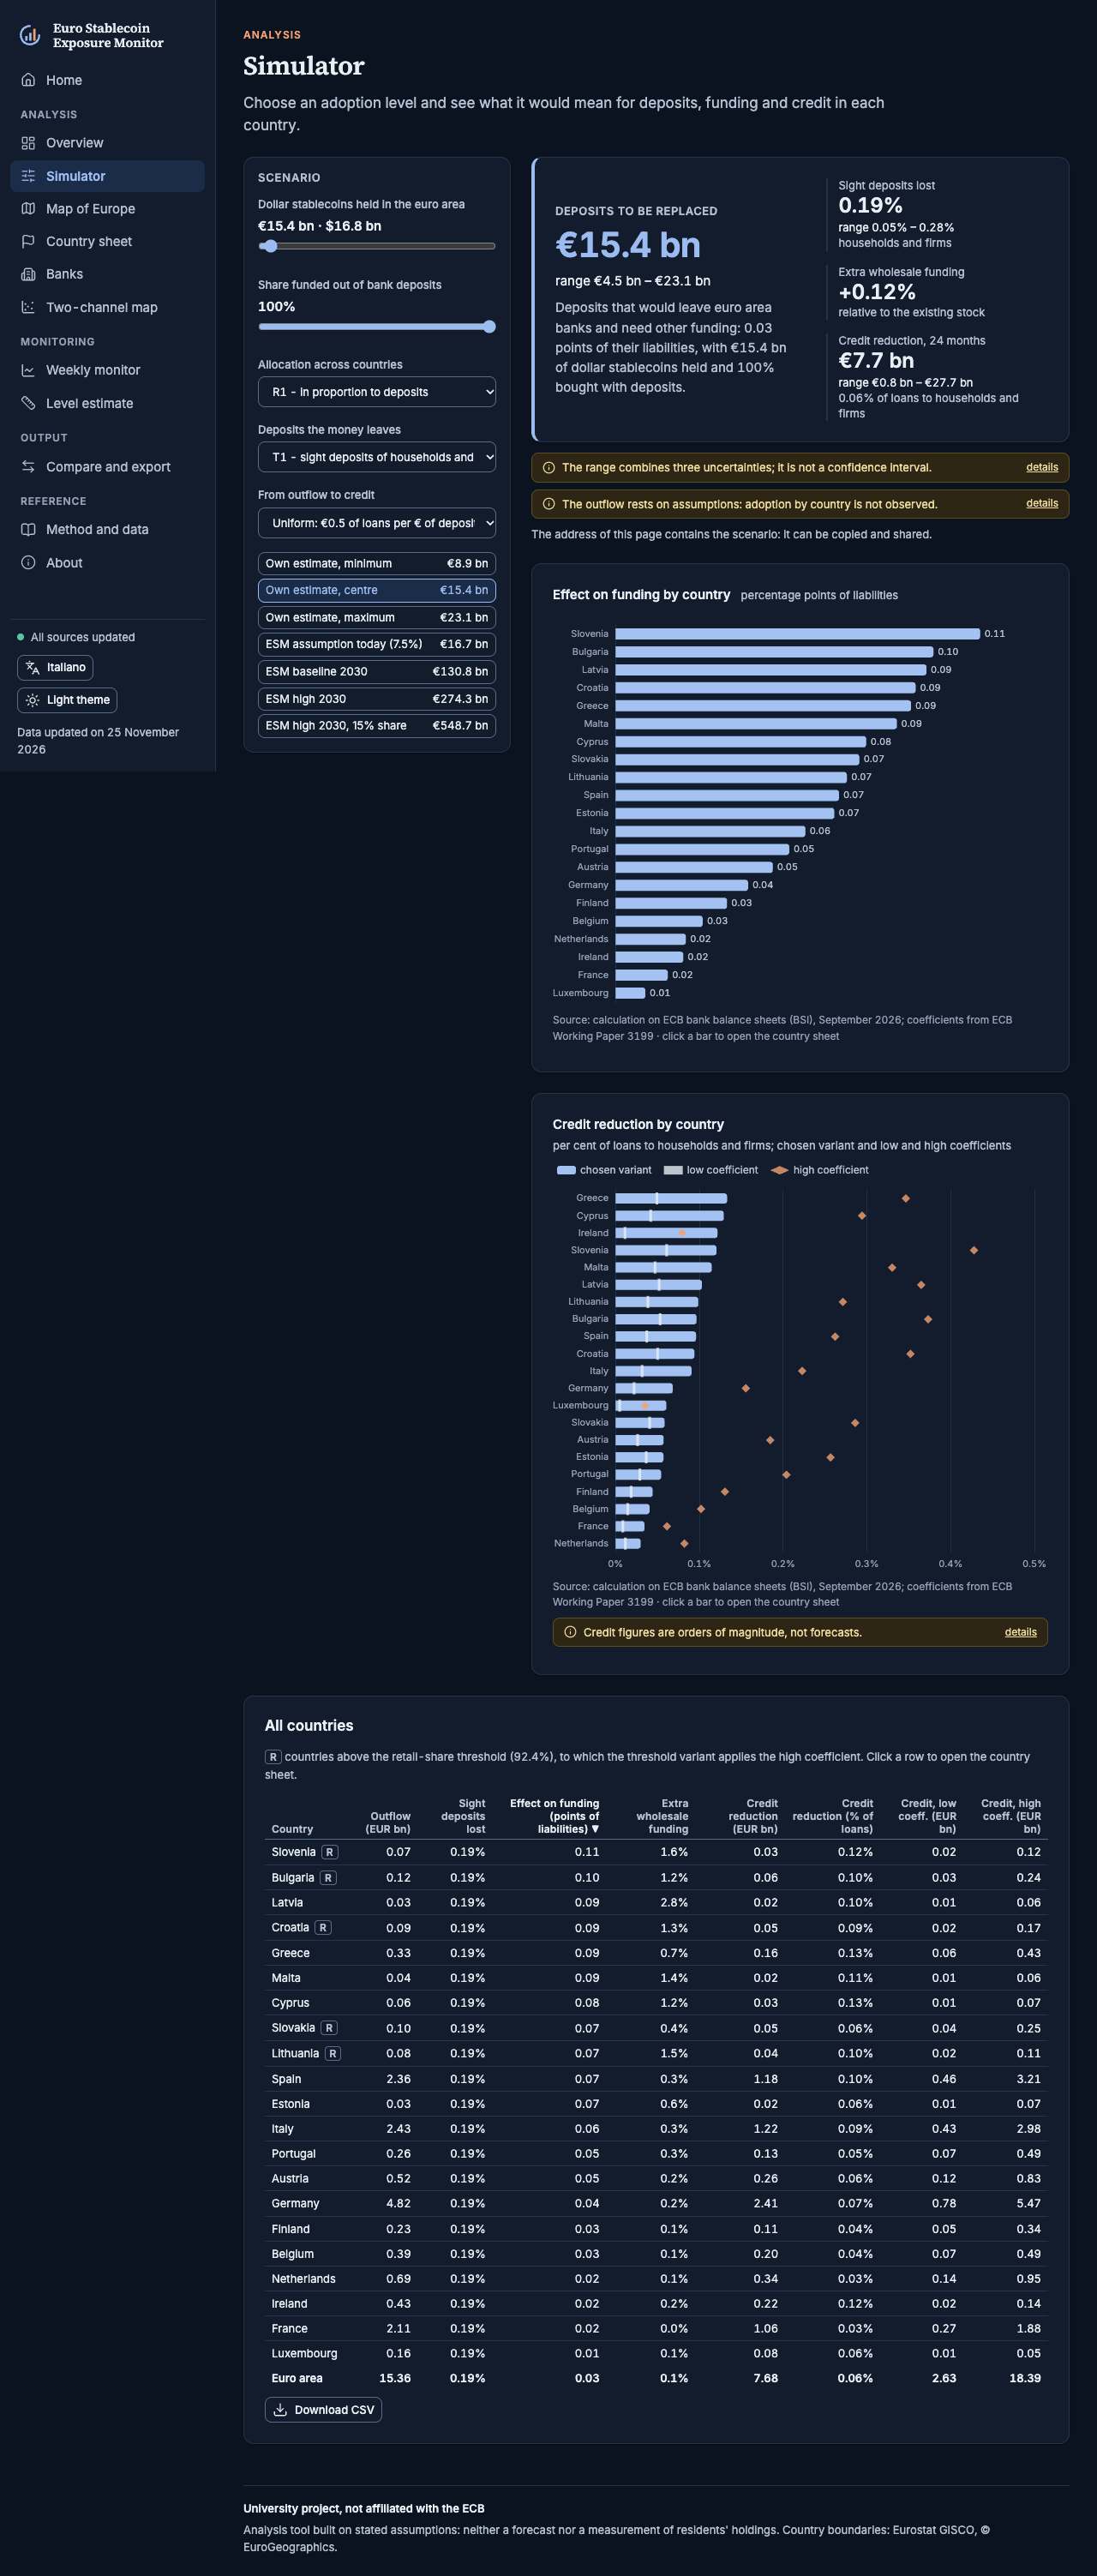 Euro Stablecoin
Exposure Monitor
Home
ANALYSIS
Overview
Simulator
Map of Europe
Country sheet
Banks
Two-channel map
MONITORING
Weekly monitor
Level estimate
OUTPUT
Compare and export
REFERENCE
Method and data
About
All sources updated
Italiano
Light theme
Data updated on 25 November
2026
ANALYSIS
Simulator
Choose an adoption level and see what it would mean for deposits, funding and credit in each
country.
SCENARIO
Dollar stablecoins held in the euro area
€15.4 bn · $16.8 bn
Share funded out of bank deposits
100%
Allocation across countries
R1 - in proportion to deposits
Deposits the money leaves
T1 - sight deposits of households and
From outflow to credit
Uniform: €0.5 of loans per € of deposit
Own estimate, minimum €8.9 bn
Own estimate, centre €15.4 bn
Own estimate, maximum €23.1 bn
ESM assumption today (7.5%) €16.7 bn
ESM baseline 2030 €130.8 bn
ESM high 2030 €274.3 bn
ESM high 2030, 15% share €548.7 bn
DEPOSITS TO BE REPLACED
€15.4 bn
range €4.5 bn – €23.1 bn
Deposits that would leave euro area
banks and need other funding: 0.03
points of their liabilities, with €15.4 bn
of dollar stablecoins held and 100%
bought with deposits.
Sight deposits lost
0.19%
range 0.05% – 0.28%
households and firms
Extra wholesale funding
+0.12%
relative to the existing stock
Credit reduction, 24 months
€7.7 bn
range €0.8 bn – €27.7 bn
0.06% of loans to households and
firms
The range combines three uncertainties; it is not a confidence interval. details
The outflow rests on assumptions: adoption by country is not observed. details
The address of this page contains the scenario: it can be copied and shared.
Effect on funding by country percentage points of liabilities
Slovenia 0.11
Bulgaria 0.10
Latvia 0.09
Croatia 0.09
Greece 0.09
Malta 0.09
Cyprus 0.08
Slovakia 0.07
Lithuania 0.07
Spain 0.07
Estonia 0.07
Italy 0.06
Portugal 0.05
Austria 0.05
Germany 0.04
Finland 0.03
Belgium 0.03
Netherlands 0.02
Ireland 0.02
France 0.02
Luxembourg 0.01
Source: calculation on ECB bank balance sheets (BSI), September 2026; coefficients from ECB
Working Paper 3199 · click a bar to open the country sheet
Credit reduction by country
per cent of loans to households and firms; chosen variant and low and high coefficients
chosen variant low coefficient high coefficient
Greece
Cyprus
Ireland
Slovenia
Malta
Latvia
Lithuania
Bulgaria
Spain
Croatia
Italy
Germany
Luxembourg
Slovakia
Austria
Estonia
Portugal
Finland
Belgium
France
Netherlands
0% 0.1% 0.2% 0.3% 0.4% 0.5%
Source: calculation on ECB bank balance sheets (BSI), September 2026; coefficients from ECB
Working Paper 3199 · click a bar to open the country sheet
Credit figures are orders of magnitude, not forecasts. details
All countries
R countries above the retail-share threshold (92.4%), to which the threshold variant applies the high coefficient. Click a row to open the country
sheet.
Country Outflow (EUR bn) Sight deposits lost Effect on funding (points of liabilities) ▼ Extra wholesale funding Credit reduction (EUR bn) Credit reduction (% of loans) Credit, low coeff. (EUR bn) Credit, high coeff. (EUR bn)
Slovenia R 0.07 0.19% 0.11 1.6% 0.03 0.12% 0.02 0.12
Bulgaria R 0.12 0.19% 0.10 1.2% 0.06 0.10% 0.03 0.24
Latvia 0.03 0.19% 0.09 2.8% 0.02 0.10% 0.01 0.06
Croatia R 0.09 0.19% 0.09 1.3% 0.05 0.09% 0.02 0.17
Greece 0.33 0.19% 0.09 0.7% 0.16 0.13% 0.06 0.43
Malta 0.04 0.19% 0.09 1.4% 0.02 0.11% 0.01 0.06
Cyprus 0.06 0.19% 0.08 1.2% 0.03 0.13% 0.01 0.07
Slovakia R 0.10 0.19% 0.07 0.4% 0.05 0.06% 0.04 0.25
Lithuania R 0.08 0.19% 0.07 1.5% 0.04 0.10% 0.02 0.11
Spain 2.36 0.19% 0.07 0.3% 1.18 0.10% 0.46 3.21
Estonia 0.03 0.19% 0.07 0.6% 0.02 0.06% 0.01 0.07
Italy 2.43 0.19% 0.06 0.3% 1.22 0.09% 0.43 2.98
Portugal 0.26 0.19% 0.05 0.3% 0.13 0.05% 0.07 0.49
Austria 0.52 0.19% 0.05 0.2% 0.26 0.06% 0.12 0.83
Germany 4.82 0.19% 0.04 0.2% 2.41 0.07% 0.78 5.47
Finland 0.23 0.19% 0.03 0.1% 0.11 0.04% 0.05 0.34
Belgium 0.39 0.19% 0.03 0.1% 0.20 0.04% 0.07 0.49
Netherlands 0.69 0.19% 0.02 0.1% 0.34 0.03% 0.14 0.95
Ireland 0.43 0.19% 0.02 0.2% 0.22 0.12% 0.02 0.14
France 2.11 0.19% 0.02 0.0% 1.06 0.03% 0.27 1.88
Luxembourg 0.16 0.19% 0.01 0.1% 0.08 0.06% 0.01 0.05
Euro area 15.36 0.19% 0.03 0.1% 7.68 0.06% 2.63 18.39
Download CSV
University project, not affiliated with the ECB
Analysis tool built on stated assumptions: neither a forecast nor a measurement of residents' holdings. Country boundaries: Eurostat GISCO, ©
EuroGeographics.